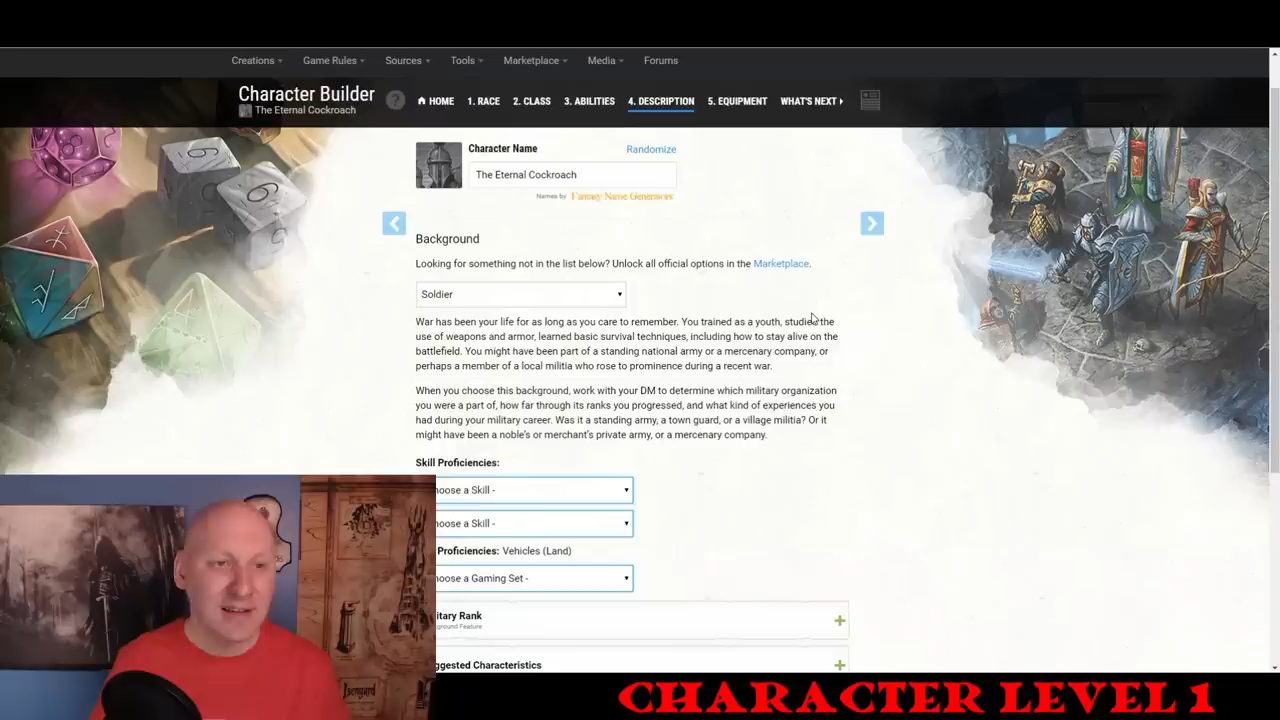 Creations
Game Rules
Sources
Tools
Marketplace
Media
Forums
Character Builder
The Eternal Cockroach
?
HOME
1. RACE
2. CLASS
3. ABILITIES
4. DESCRIPTION
5. EQUIPMENT
WHAT'S NEXT
Character Name
Randomize
The Eternal Cockroach
Names by Fantasy Name Generators
Background
Looking for something not in the list below? Unlock all official options in the Marketplace.
Soldier
War has been your life for as long as you care to remember. You trained as a youth, studied the
use of weapons and armor, learned basic survival techniques, including how to stay alive on the
battlefield. You might have been part of a standing national army or a mercenary company, or
perhaps a member of a local militia who rose to prominence during a recent war.
When you choose this background, work with your DM to determine which military organization
you were a part of, how far through its ranks you progressed, and what kind of experiences you
had during your military career. Was it a standing army, a town guard, or a village militia? Or it
might have been a noble's or merchant's private army, or a mercenary company.
Skill Proficiencies:
hoose a Skill -
hoose a Skill -
Proficiencies: Vehicles (Land)
hoose a Gaming Set -
itary Rank
ground Feature
ggested Characteristics
Isengard
CHARACTER LEVEL 1